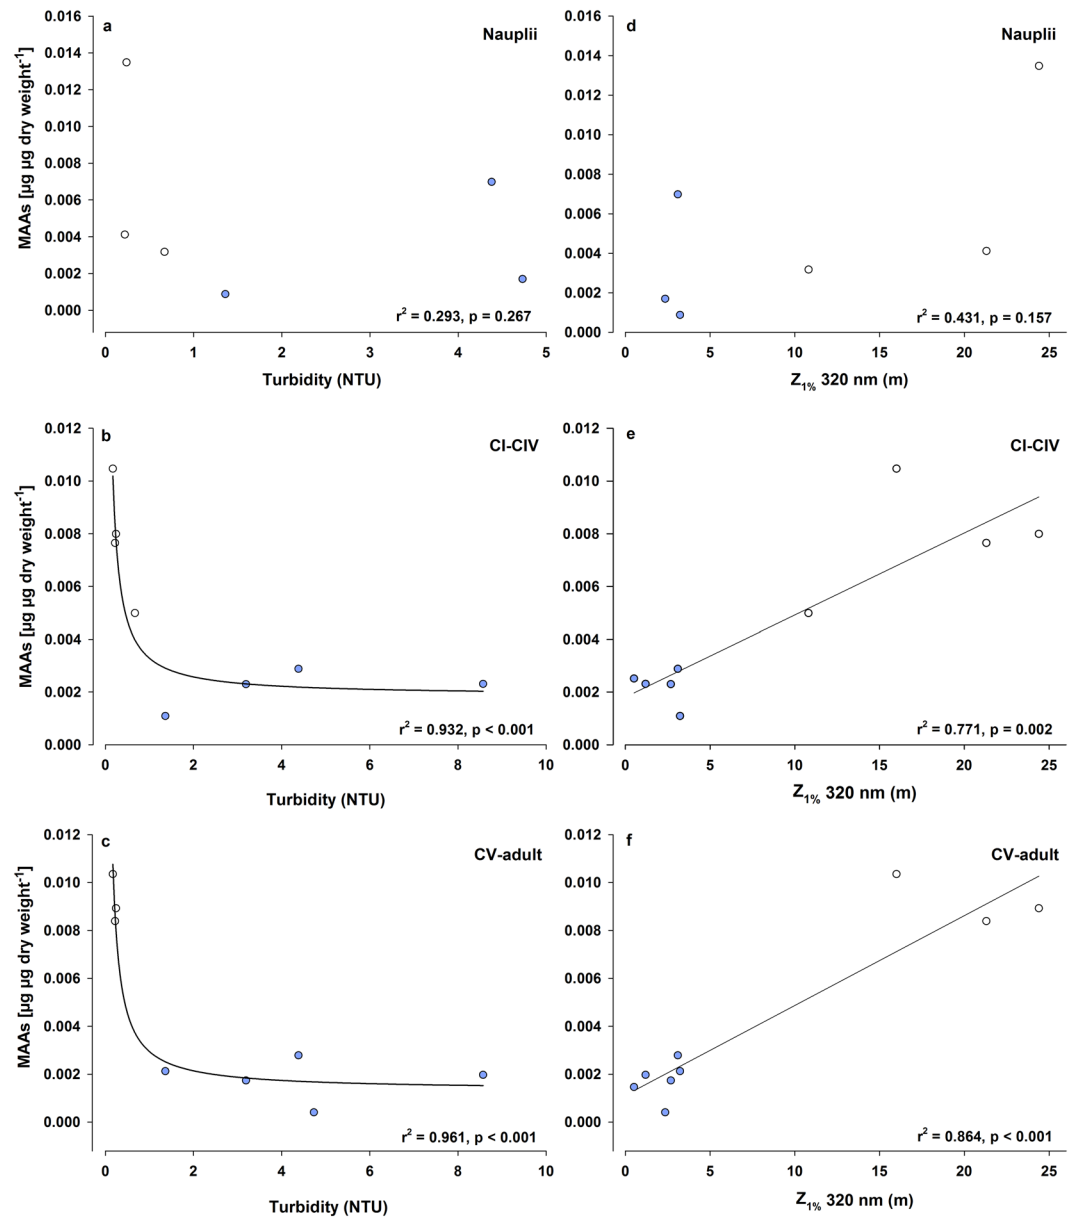 a
Nauplii
0.016
0.014
0.012
0.010
0.008
0.006
0.004
0.002
0.000
MAAs [µg µg dry weight-1]
r2 = 0.293, p = 0.267
0 1 2 3 4 5
Turbidity (NTU)
d
Nauplii
0.016
0.014
0.012
0.010
0.008
0.006
0.004
0.002
0.000
r2 = 0.431, p = 0.157
0 5 10 15 20 25
Z1% 320 nm (m)
b
CI-CIV
0.012
0.010
0.008
0.006
0.004
0.002
0.000
MAAs [µg µg dry weight-1]
r2 = 0.932, p < 0.001
0 2 4 6 8 10
Turbidity (NTU)
e
CI-CIV
0.012
0.010
0.008
0.006
0.004
0.002
0.000
r2 = 0.771, p = 0.002
0 5 10 15 20 25
Z1% 320 nm (m)
c
CV-adult
0.012
0.010
0.008
0.006
0.004
0.002
0.000
MAAs [µg µg dry weight-1]
r2 = 0.961, p < 0.001
0 2 4 6 8 10
Turbidity (NTU)
f
CV-adult
0.012
0.010
0.008
0.006
0.004
0.002
0.000
r2 = 0.864, p < 0.001
0 5 10 15 20 25
Z1% 320 nm (m)